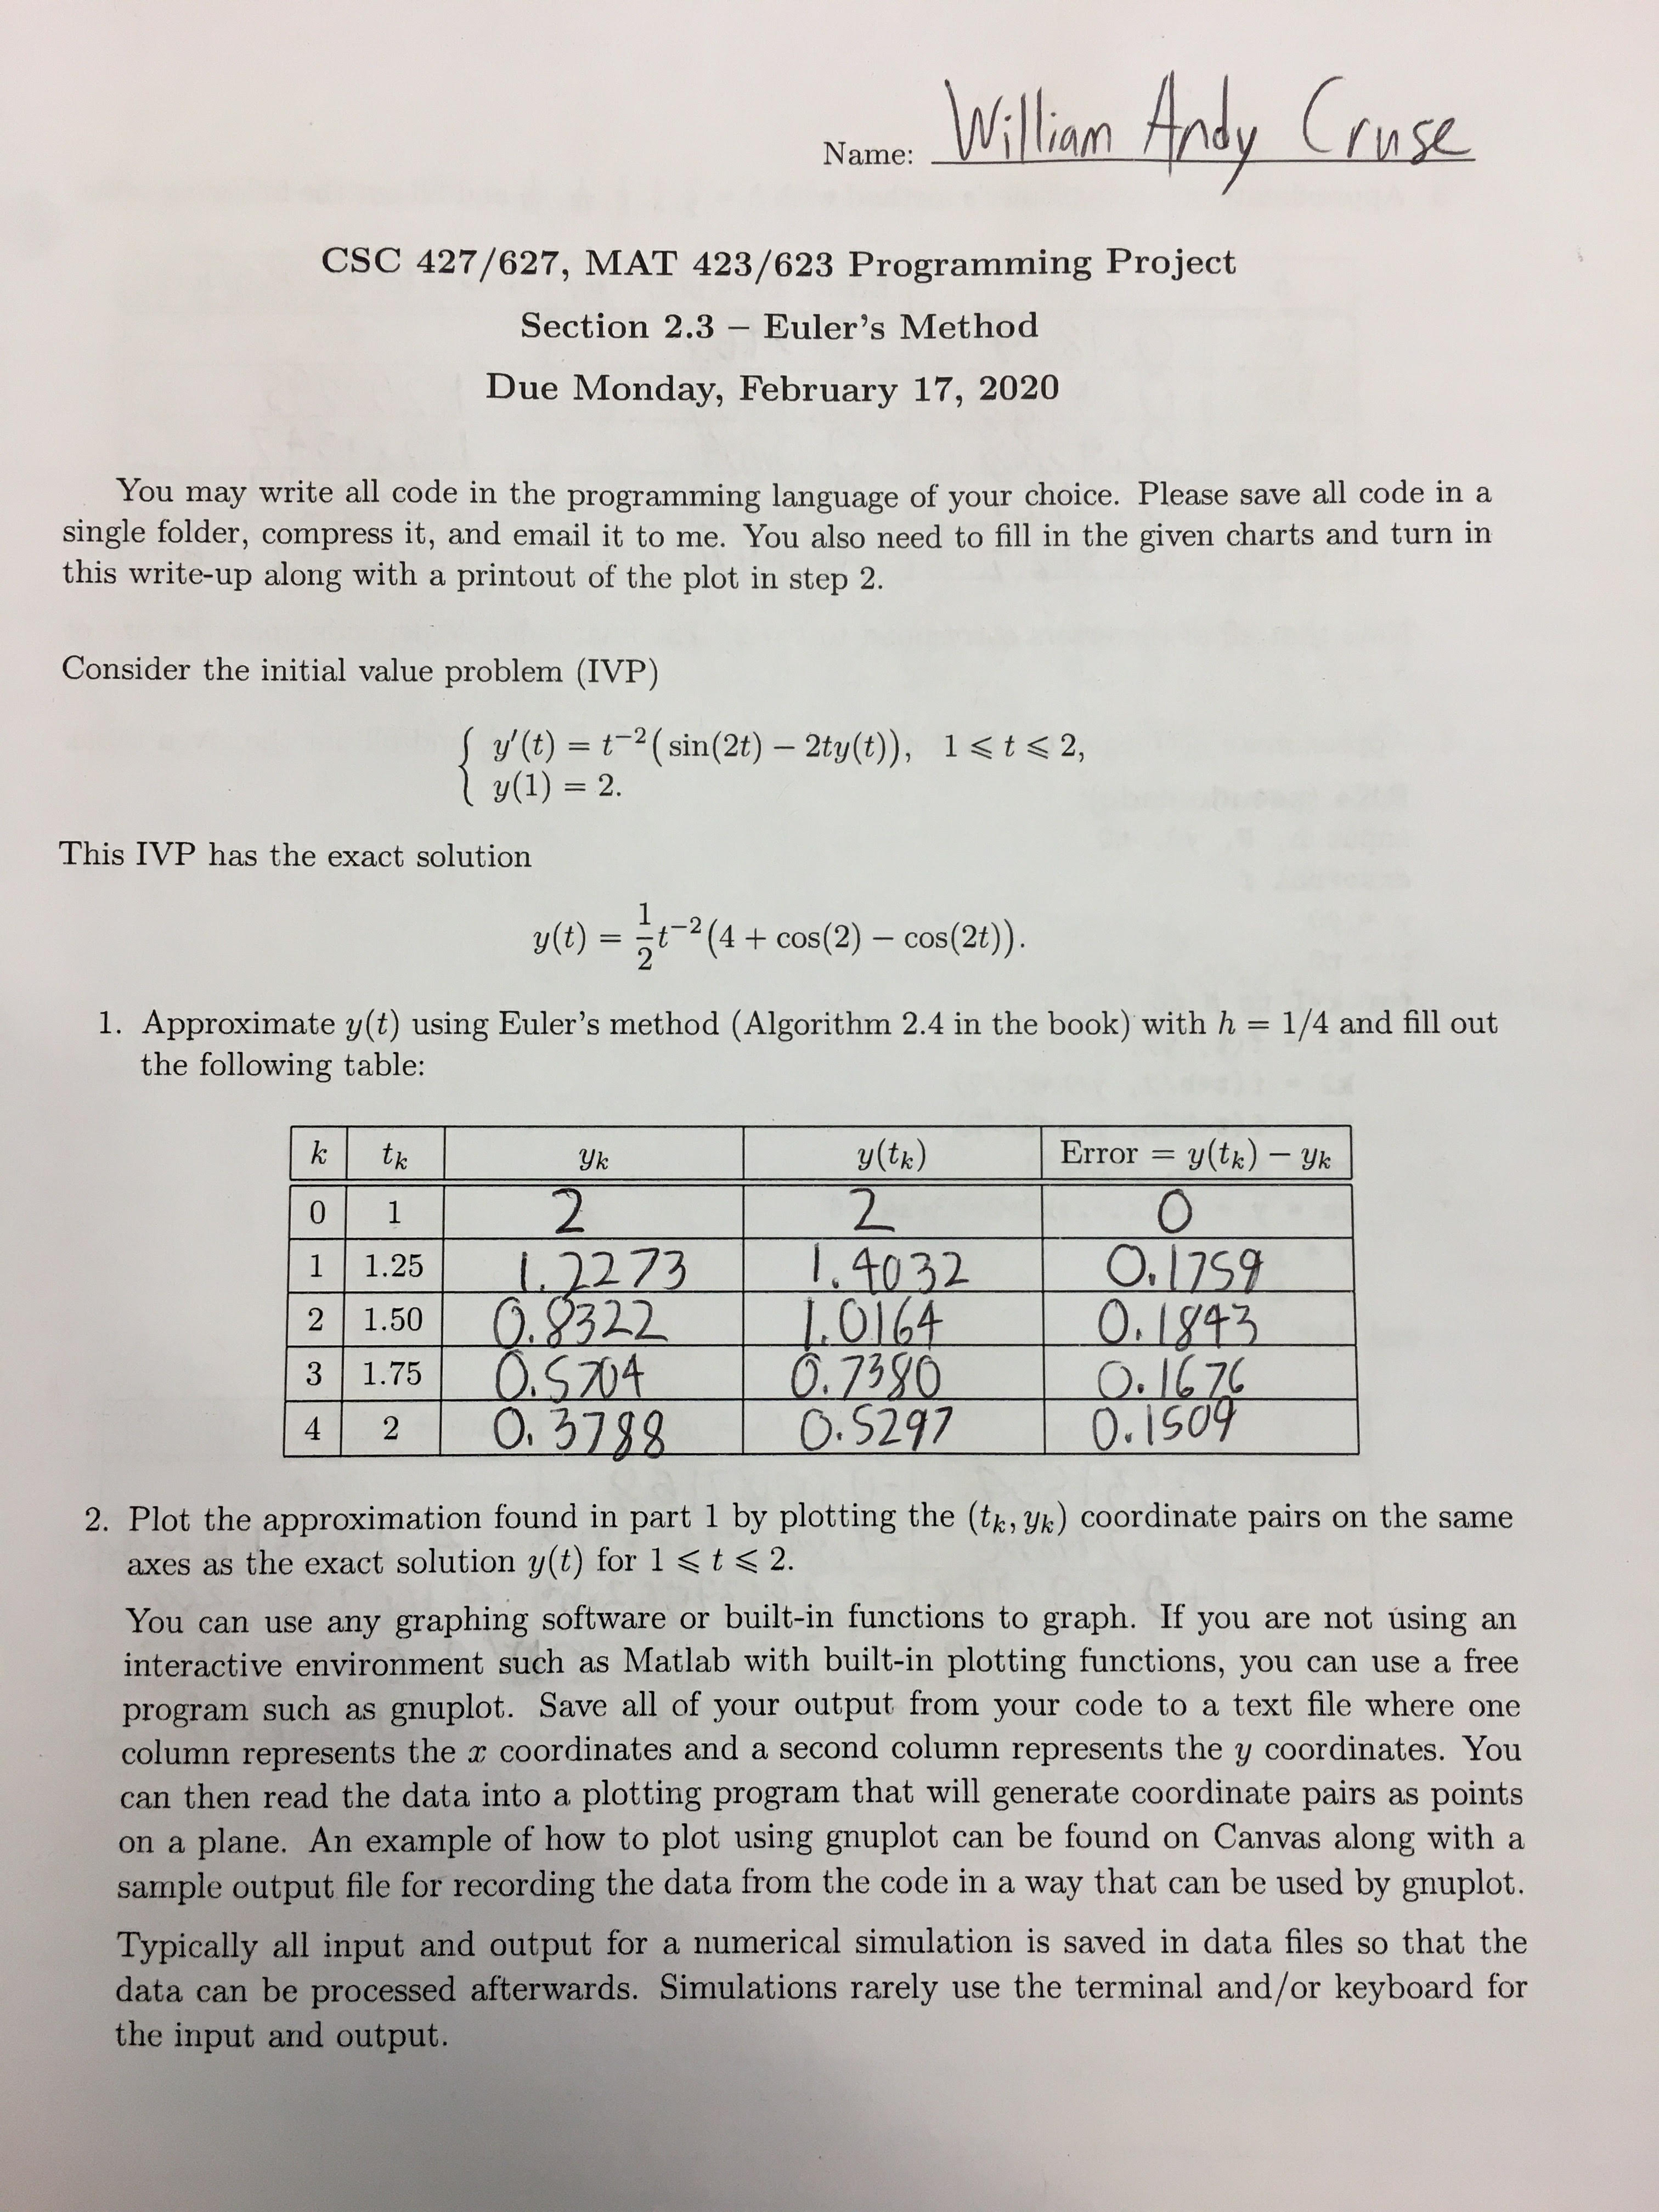 Name: William Andy Cruse
CSC 427/627, MAT 423/623 Programming Project
Section 2.3 – Euler's Method
Due Monday, February 17, 2020
You may write all code in the programming language of your choice. Please save all code in a
single folder, compress it, and email it to me. You also need to fill in the given charts and turn in
this write-up along with a printout of the plot in step 2.
Consider the initial value problem (IVP)
{ y′(t) = t⁻²(sin(2t) − 2ty(t)), 1 ⩽ t ⩽ 2,
y(1) = 2.
This IVP has the exact solution
y(t) = 1/2 t⁻²(4 + cos(2) − cos(2t)).
1. Approximate y(t) using Euler's method (Algorithm 2.4 in the book) with h = 1/4 and fill out
the following table:
k tₖ yₖ y(tₖ) Error = y(tₖ) − yₖ
0 1 2 2 0
1 1.25 1.2273 1.4032 0.1759
2 1.50 0.8322 1.0164 0.1843
3 1.75 0.5704 0.7380 0.1676
4 2 0.3788 0.5297 0.1509
2. Plot the approximation found in part 1 by plotting the (tₖ, yₖ) coordinate pairs on the same
axes as the exact solution y(t) for 1 ⩽ t ⩽ 2.
You can use any graphing software or built-in functions to graph. If you are not using an
interactive environment such as Matlab with built-in plotting functions, you can use a free
program such as gnuplot. Save all of your output from your code to a text file where one
column represents the x coordinates and a second column represents the y coordinates. You
can then read the data into a plotting program that will generate coordinate pairs as points
on a plane. An example of how to plot using gnuplot can be found on Canvas along with a
sample output file for recording the data from the code in a way that can be used by gnuplot.
Typically all input and output for a numerical simulation is saved in data files so that the
data can be processed afterwards. Simulations rarely use the terminal and/or keyboard for
the input and output.